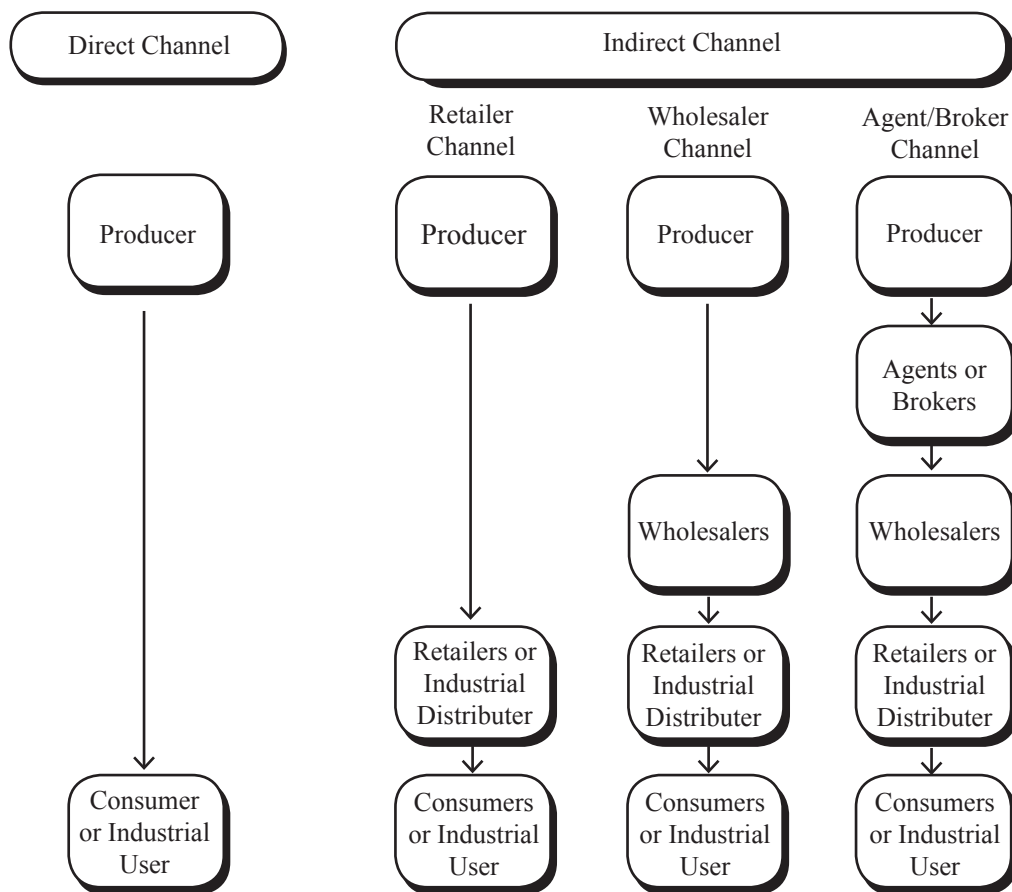 Direct Channel
Indirect Channel
Retailer
Channel
Wholesaler
Channel
Agent/Broker
Channel
Producer
Producer
Producer
Producer
Agents or
Brokers
Wholesalers
Wholesalers
Retailers or
Industrial
Distributer
Retailers or
Industrial
Distributer
Retailers or
Industrial
Distributer
Consumer
or Industrial
User
Consumers
or Industrial
User
Consumers
or Industrial
User
Consumers
or Industrial
User